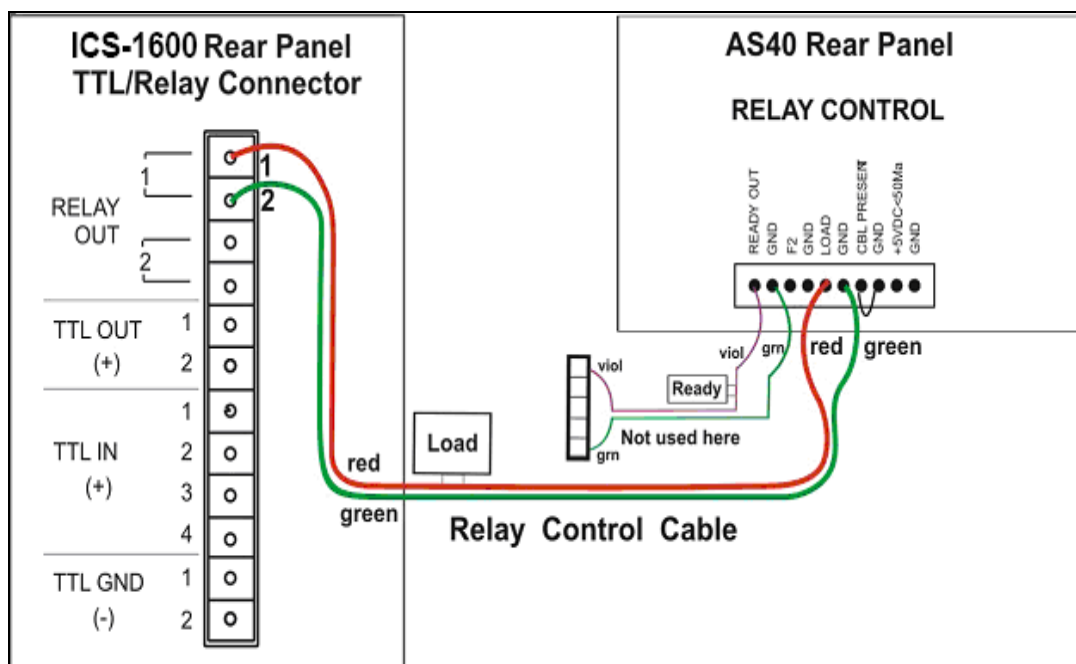 ICS-1600 Rear Panel
TTL/Relay Connector
1
2
RELAY
OUT
1
2
TTL OUT
(+)
1
2
TTL IN
(+)
1
2
3
4
TTL GND
(-)
1
2
red
green
Load
Relay Control Cable
AS40 Rear Panel
RELAY CONTROL
READY OUT
GND
F2
GND
LOAD
GND
CBL PRESENT
GND
+5VDC<50Ma
GND
viol
grn
red
green
viol
Ready
Not used here
grn